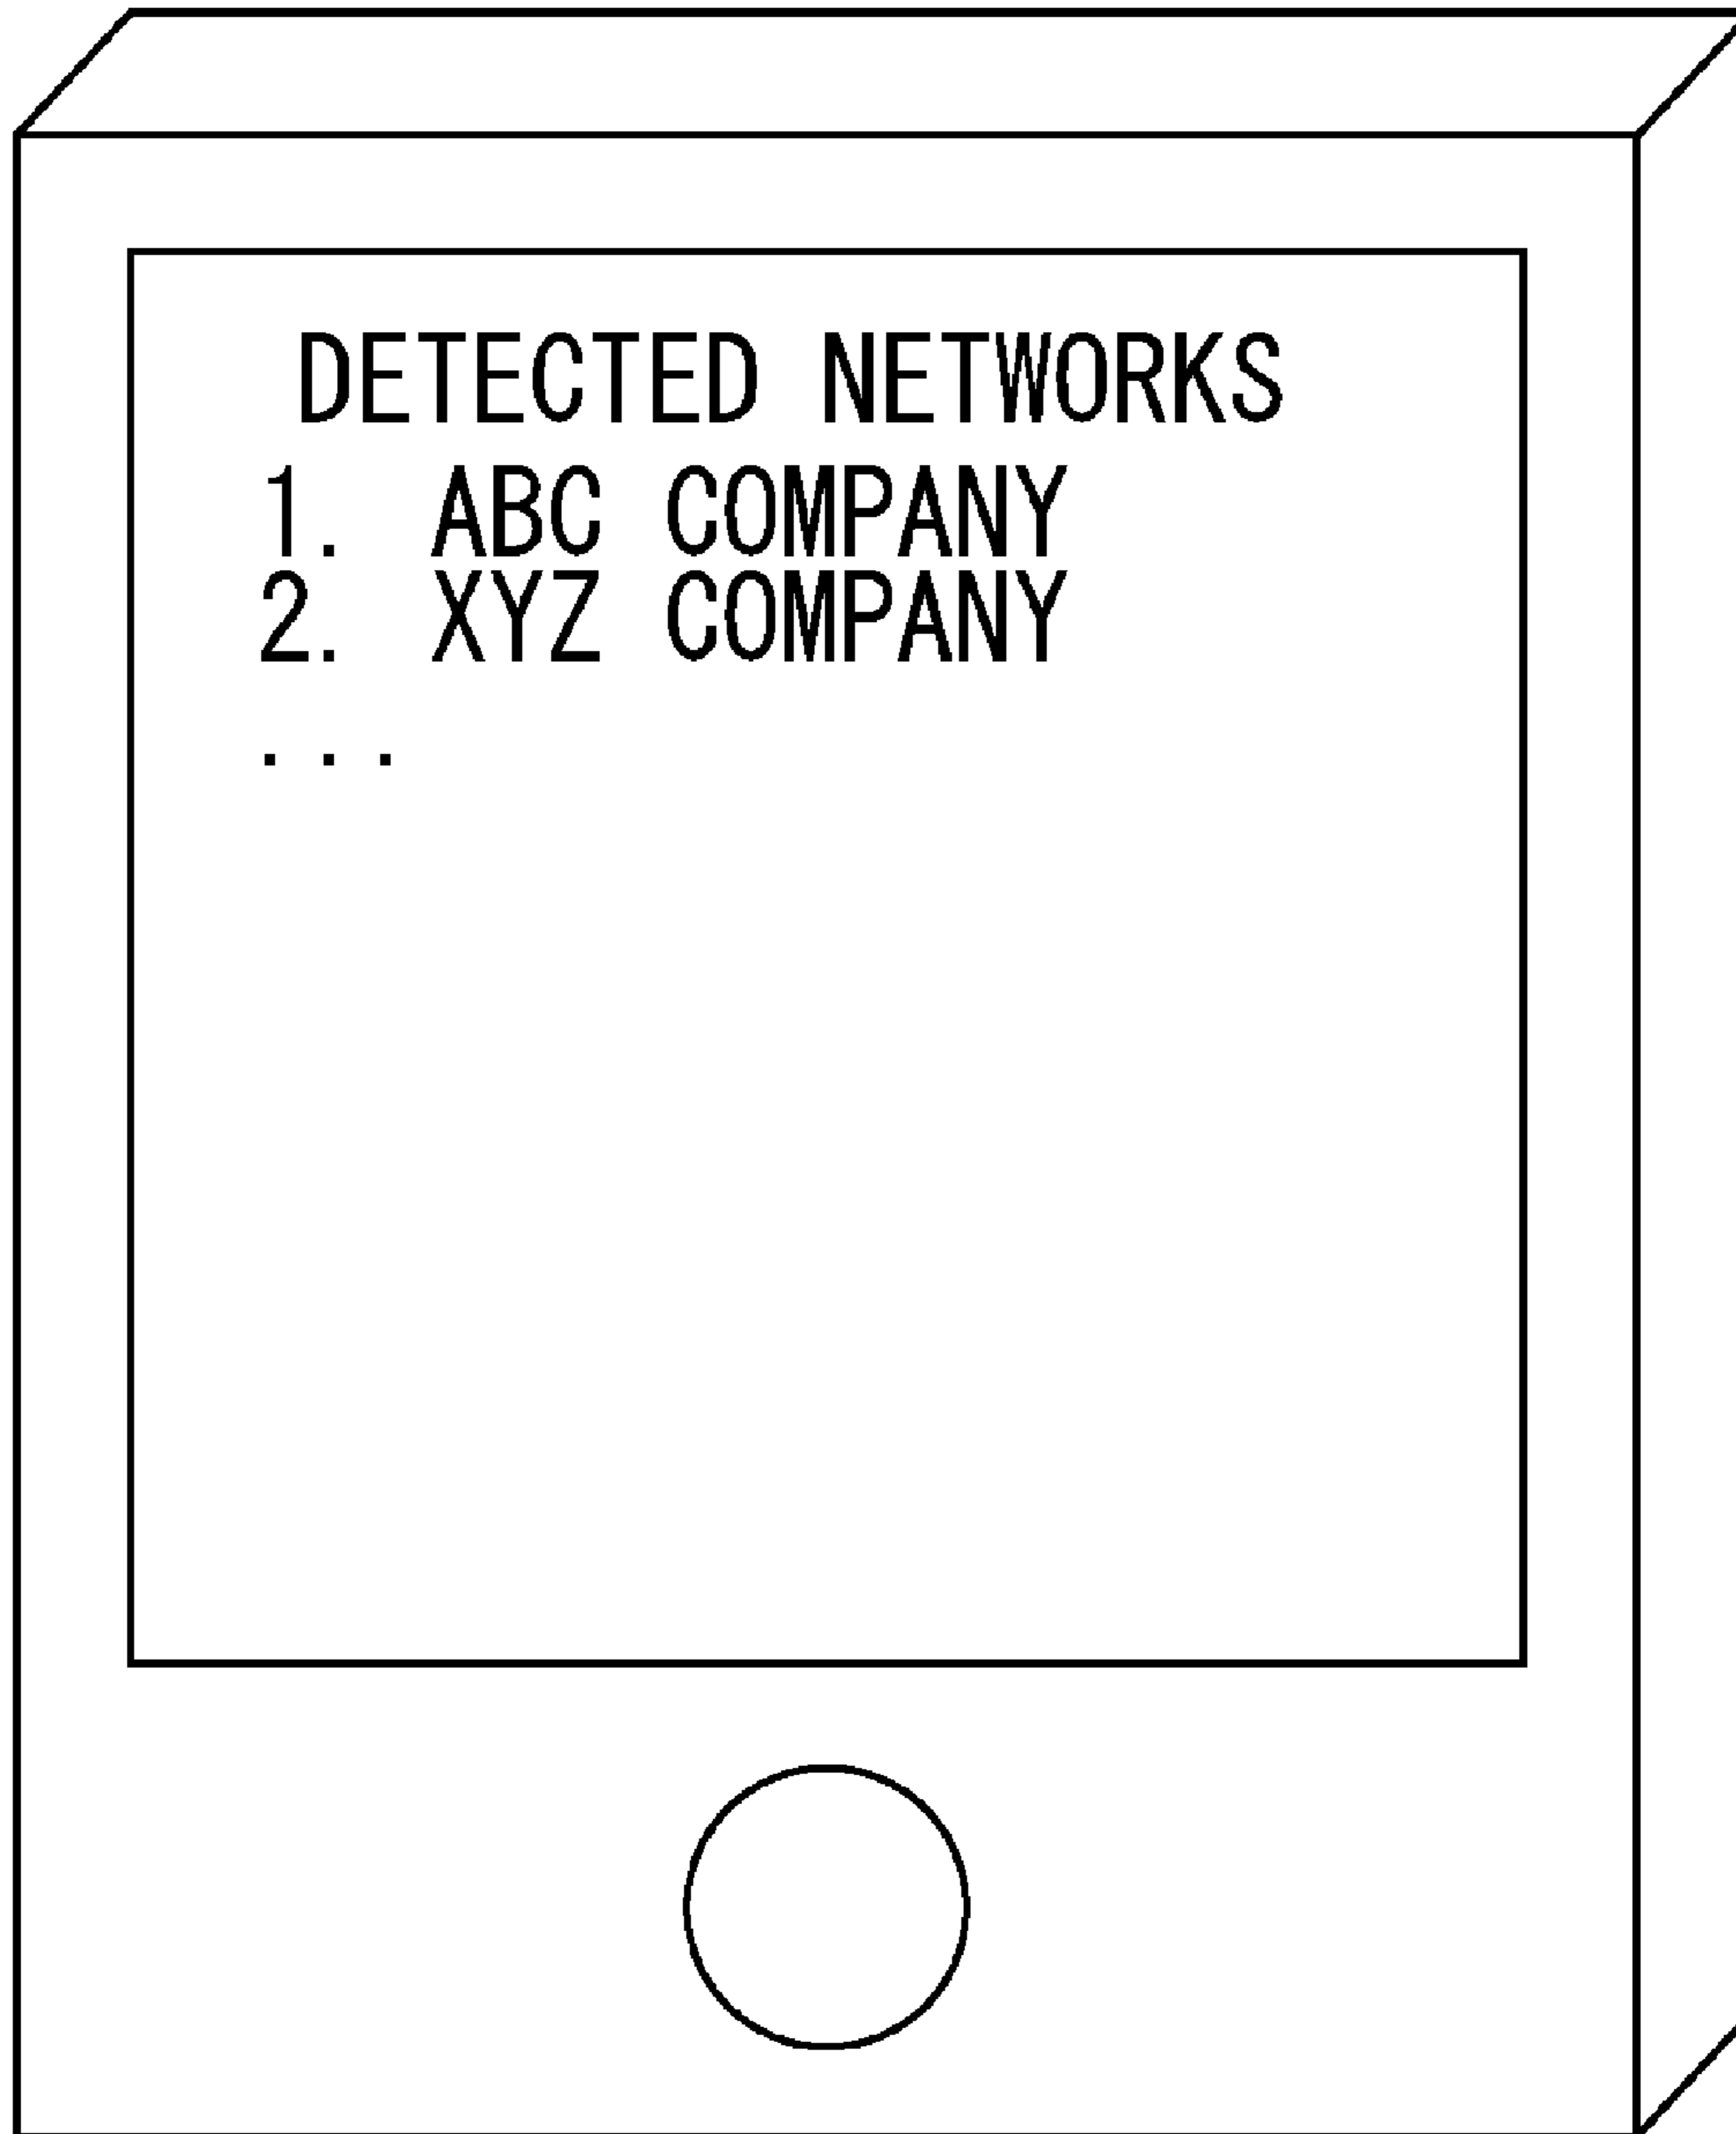 DETECTED NETWORKS
1. ABC COMPANY
2. XYZ COMPANY
...